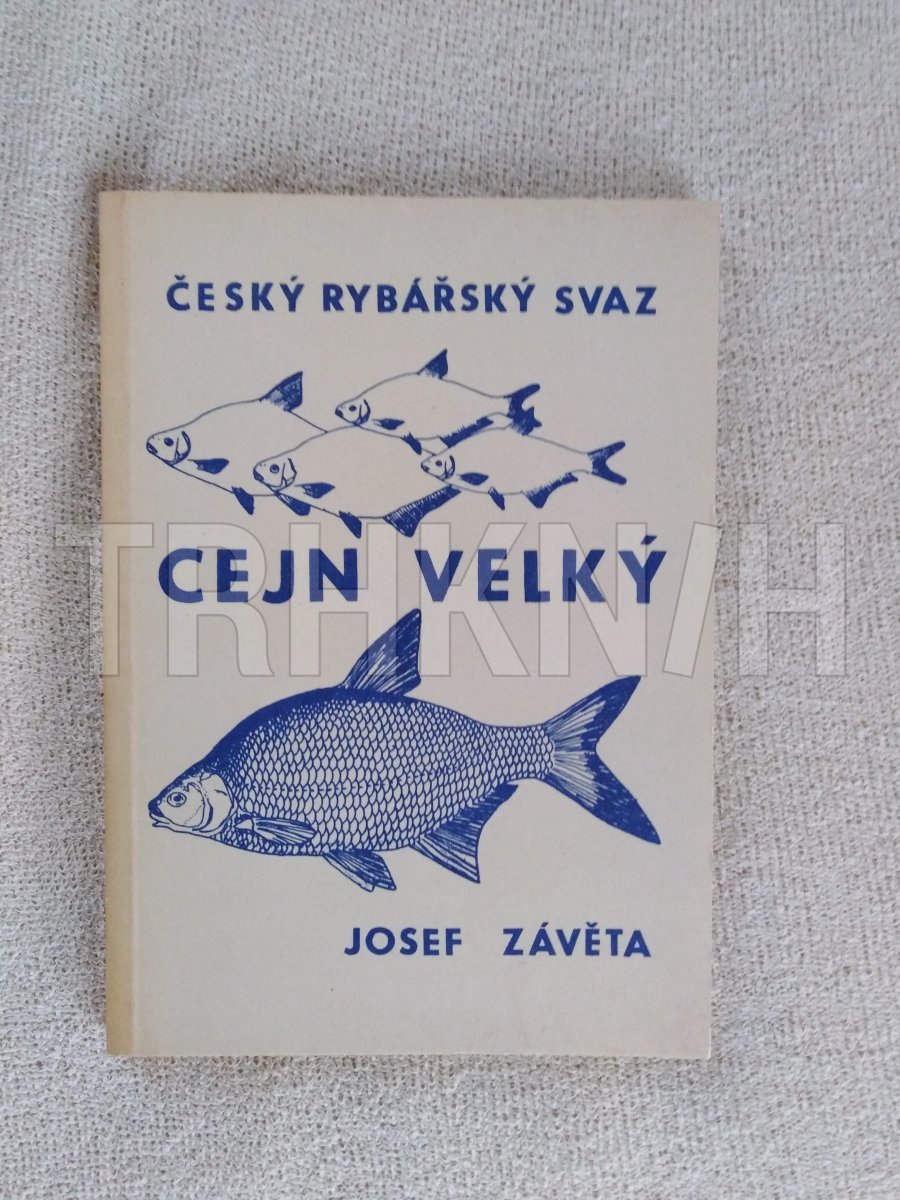 ČESKÝ RYBÁŘSKÝ SVAZ
CEJN VELKÝ
TRHKNIH
JOSEF ZÁVĚTA